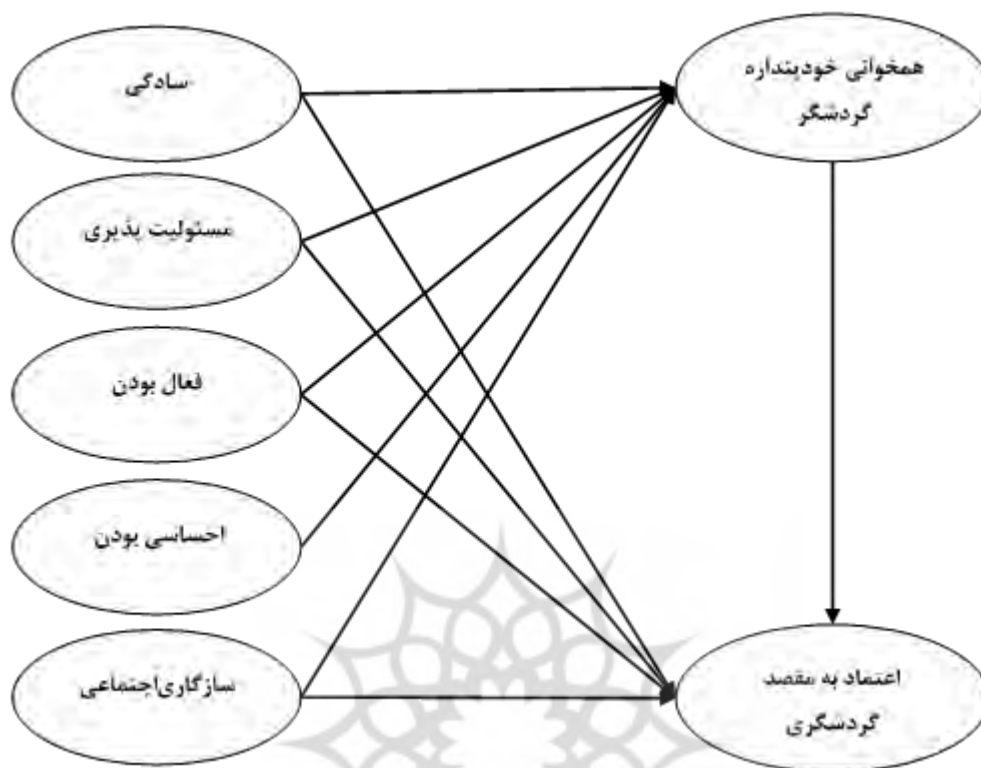 سادگی
همخوانی خودپنداره
گردشگر
مسئولیت پذیری
فعال بودن
احساسی بودن
سازگاری‌اجتماعی
اعتماد به مقصد
گردشگری